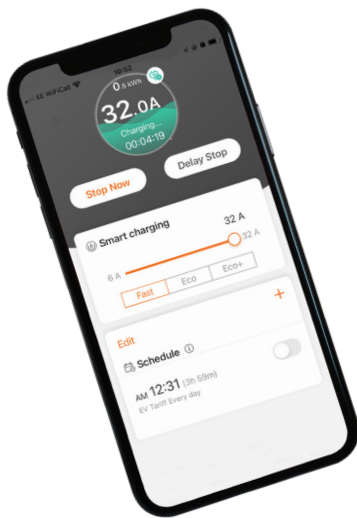 EE WiFiCall 10:52
0.6 kWh
32.0A
Charging...
00:04:19
Stop Now Delay Stop
Smart charging 32 A
6 A 32 A
Fast Eco Eco+
Edit +
Schedule
AM 12:31 (3h 59m)
EV Tariff Every day